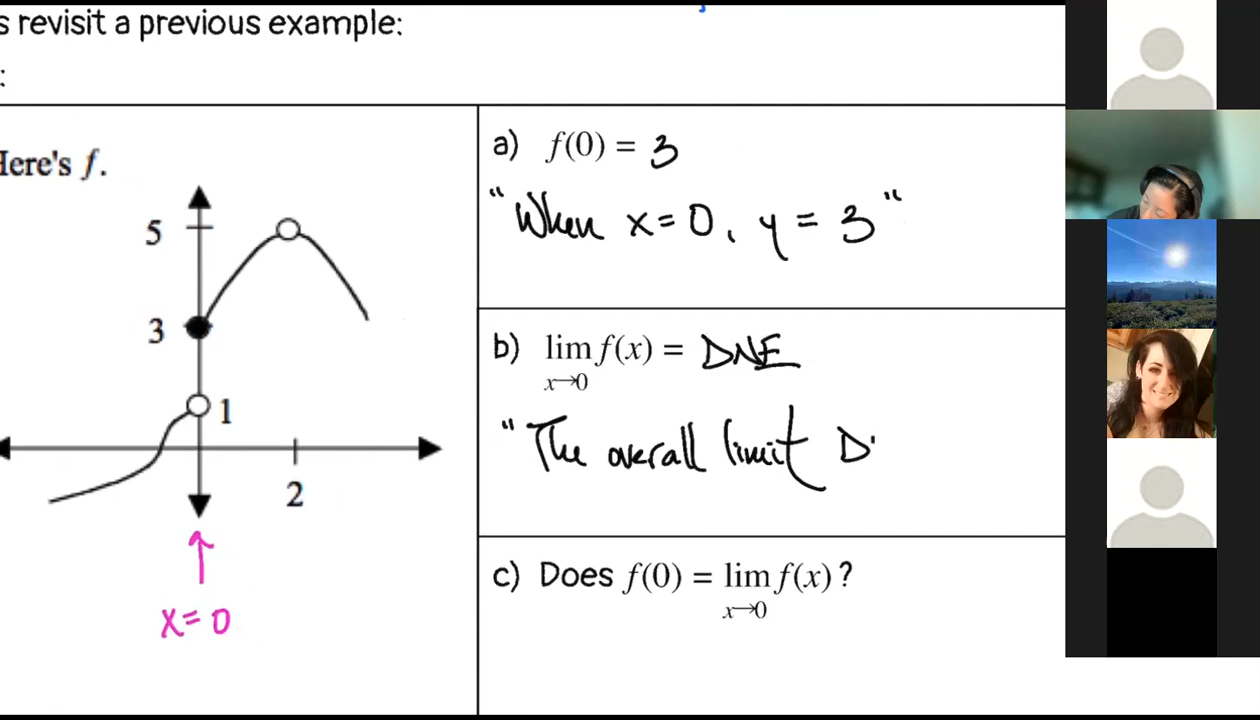 s revisit a previous example:
:
Here's f.
5
3
1
2
x = 0
a) f(0) = 3
"When x = 0, y = 3"
b) lim f(x) = DNE
x→0
"The overall limit D
c) Does f(0) = lim f(x) ?
x→0